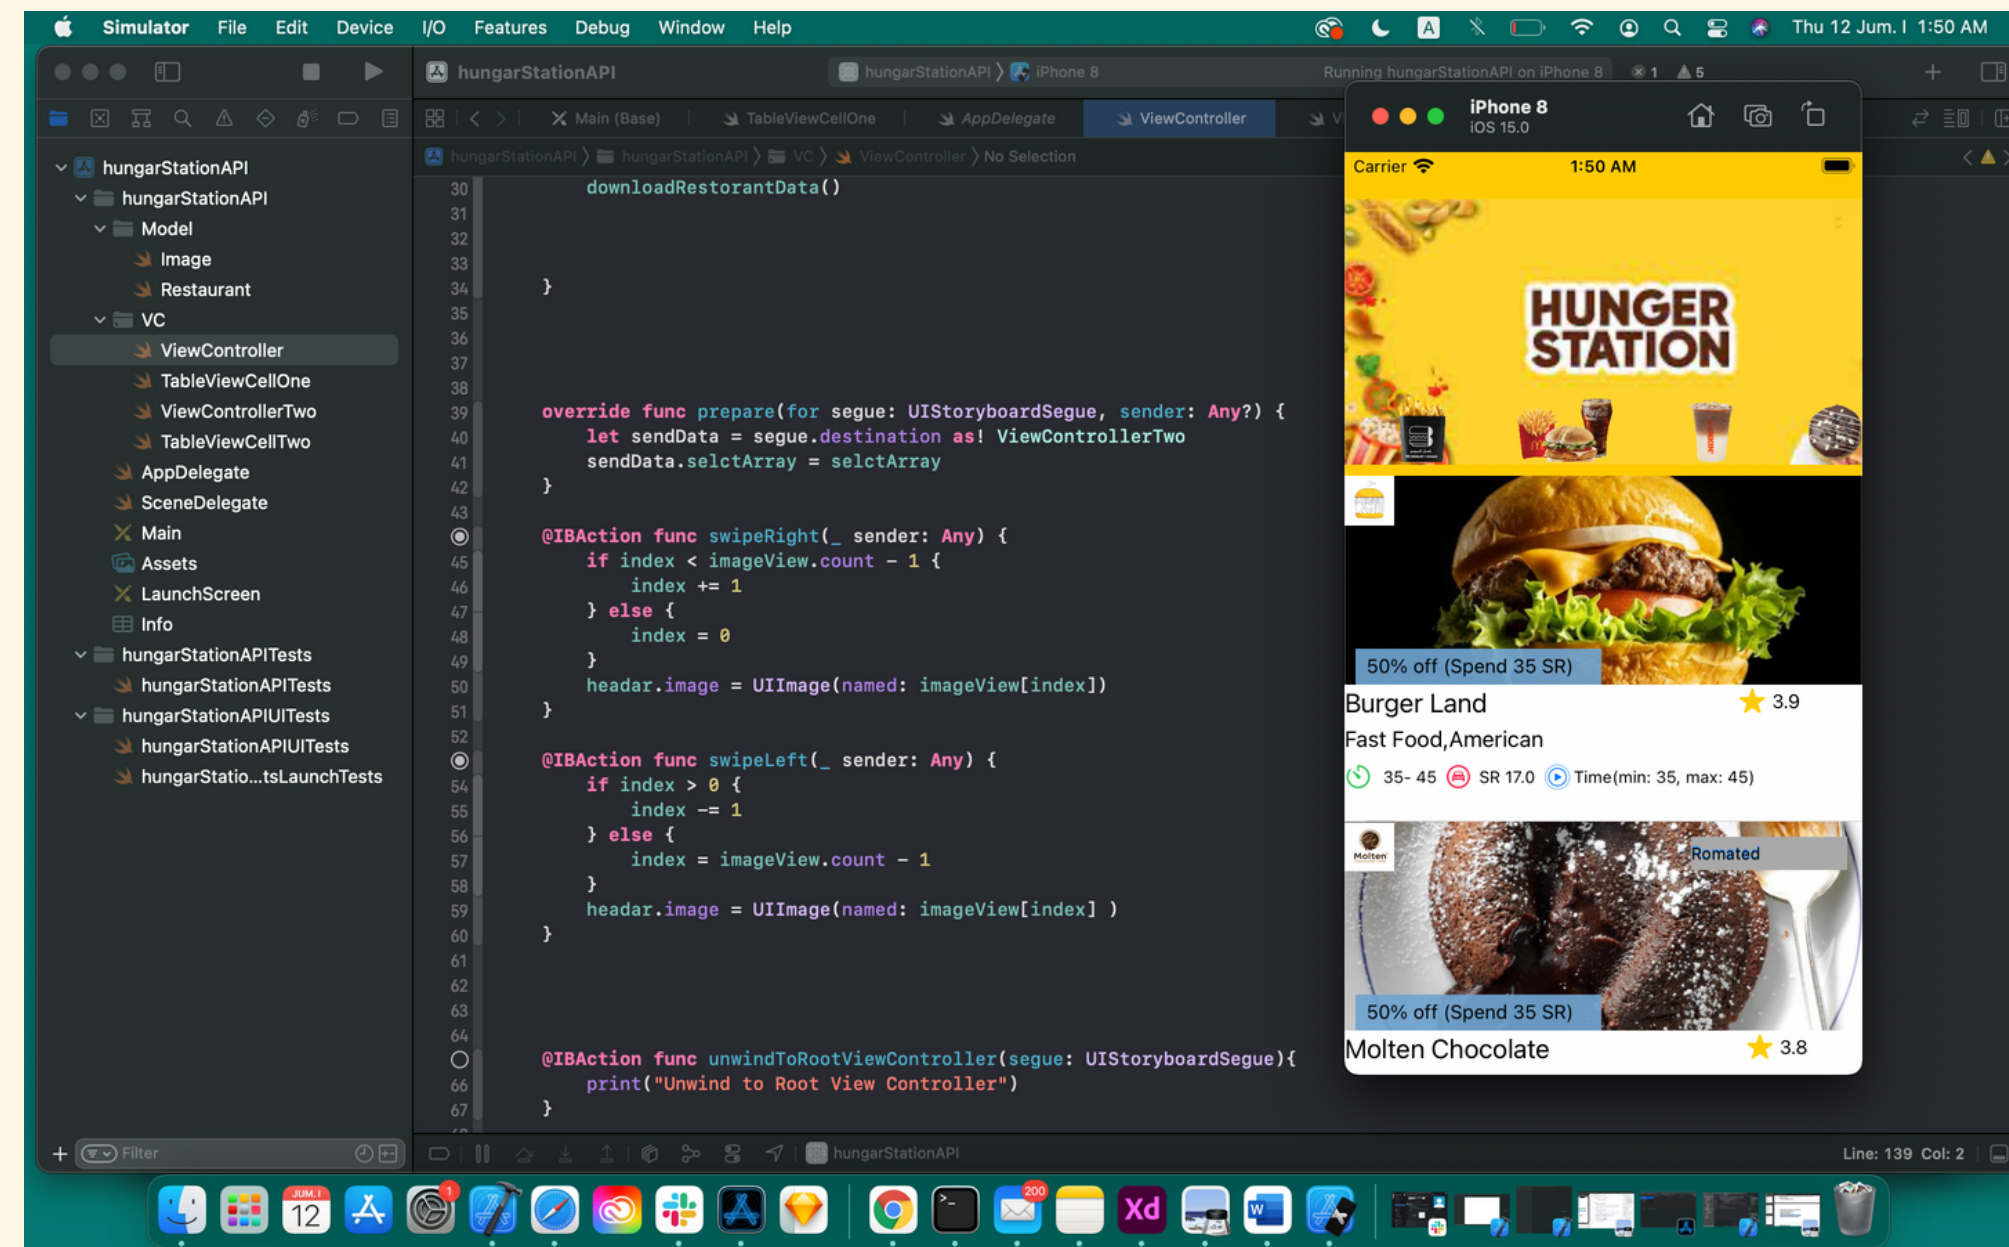 Simulator File Edit Device I/O Features Debug Window Help A Thu 12 Jum. I 1:50 AM
hungarStationAPI hungarStationAPI iPhone 8 Running hungarStationAPI on iPhone 8 1 5
Main (Base) TableViewCellOne AppDelegate ViewController
hungarStationAPI hungarStationAPI VC ViewController No Selection
hungarStationAPI
hungarStationAPI
Model
Image
Restaurant
VC
ViewController
TableViewCellOne
ViewControllerTwo
TableViewCellTwo
AppDelegate
SceneDelegate
Main
Assets
LaunchScreen
Info
hungarStationAPITests
hungarStationAPITests
hungarStationAPIUITests
hungarStationAPIUITests
hungarStatio...tsLaunchTests
Filter
30 downloadRestorantData()
31
32
33
34 }
35
36
37
38
39 override func prepare(for segue: UIStoryboardSegue, sender: Any?) {
40 let sendData = segue.destination as! ViewControllerTwo
41 sendData.selctArray = selctArray
42 }
43
@IBAction func swipeRight(_ sender: Any) {
45 if index < imageView.count - 1 {
46 index += 1
47 } else {
48 index = 0
49 }
50 headar.image = UIImage(named: imageView[index])
51 }
52
@IBAction func swipeLeft(_ sender: Any) {
54 if index > 0 {
55 index -= 1
56 } else {
57 index = imageView.count - 1
58 }
59 headar.image = UIImage(named: imageView[index] )
60 }
61
62
63
64
@IBAction func unwindToRootViewController(segue: UIStoryboardSegue){
66 print("Unwind to Root View Controller")
67 }
hungarStationAPI
Line: 139 Col: 2
iPhone 8
iOS 15.0
Carrier 1:50 AM
HUNGER
STATION
50% off (Spend 35 SR)
Burger Land 3.9
Fast Food,American
35- 45 SR 17.0 Time(min: 35, max: 45)
Molten
Romated
50% off (Spend 35 SR)
Molten Chocolate 3.8
JUM. I
12
1
200
Xd
W